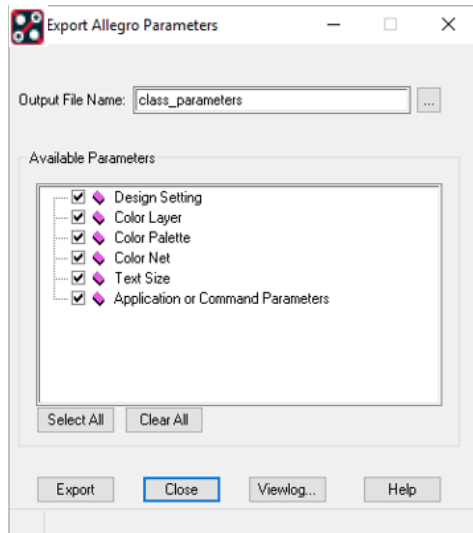 Export Allegro Parameters
Output File Name: class_parameters ...
Available Parameters
Design Setting
Color Layer
Color Palette
Color Net
Text Size
Application or Command Parameters
Select All Clear All
Export Close Viewlog... Help